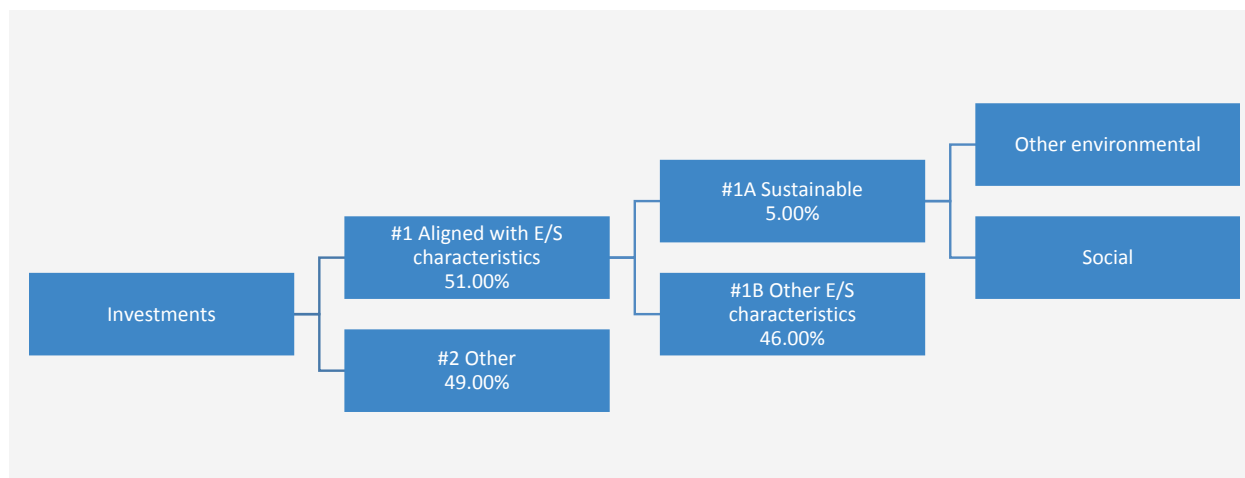 Investments
#1 Aligned with E/S
characteristics
51.00%
#2 Other
49.00%
#1A Sustainable
5.00%
#1B Other E/S
characteristics
46.00%
Other environmental
Social